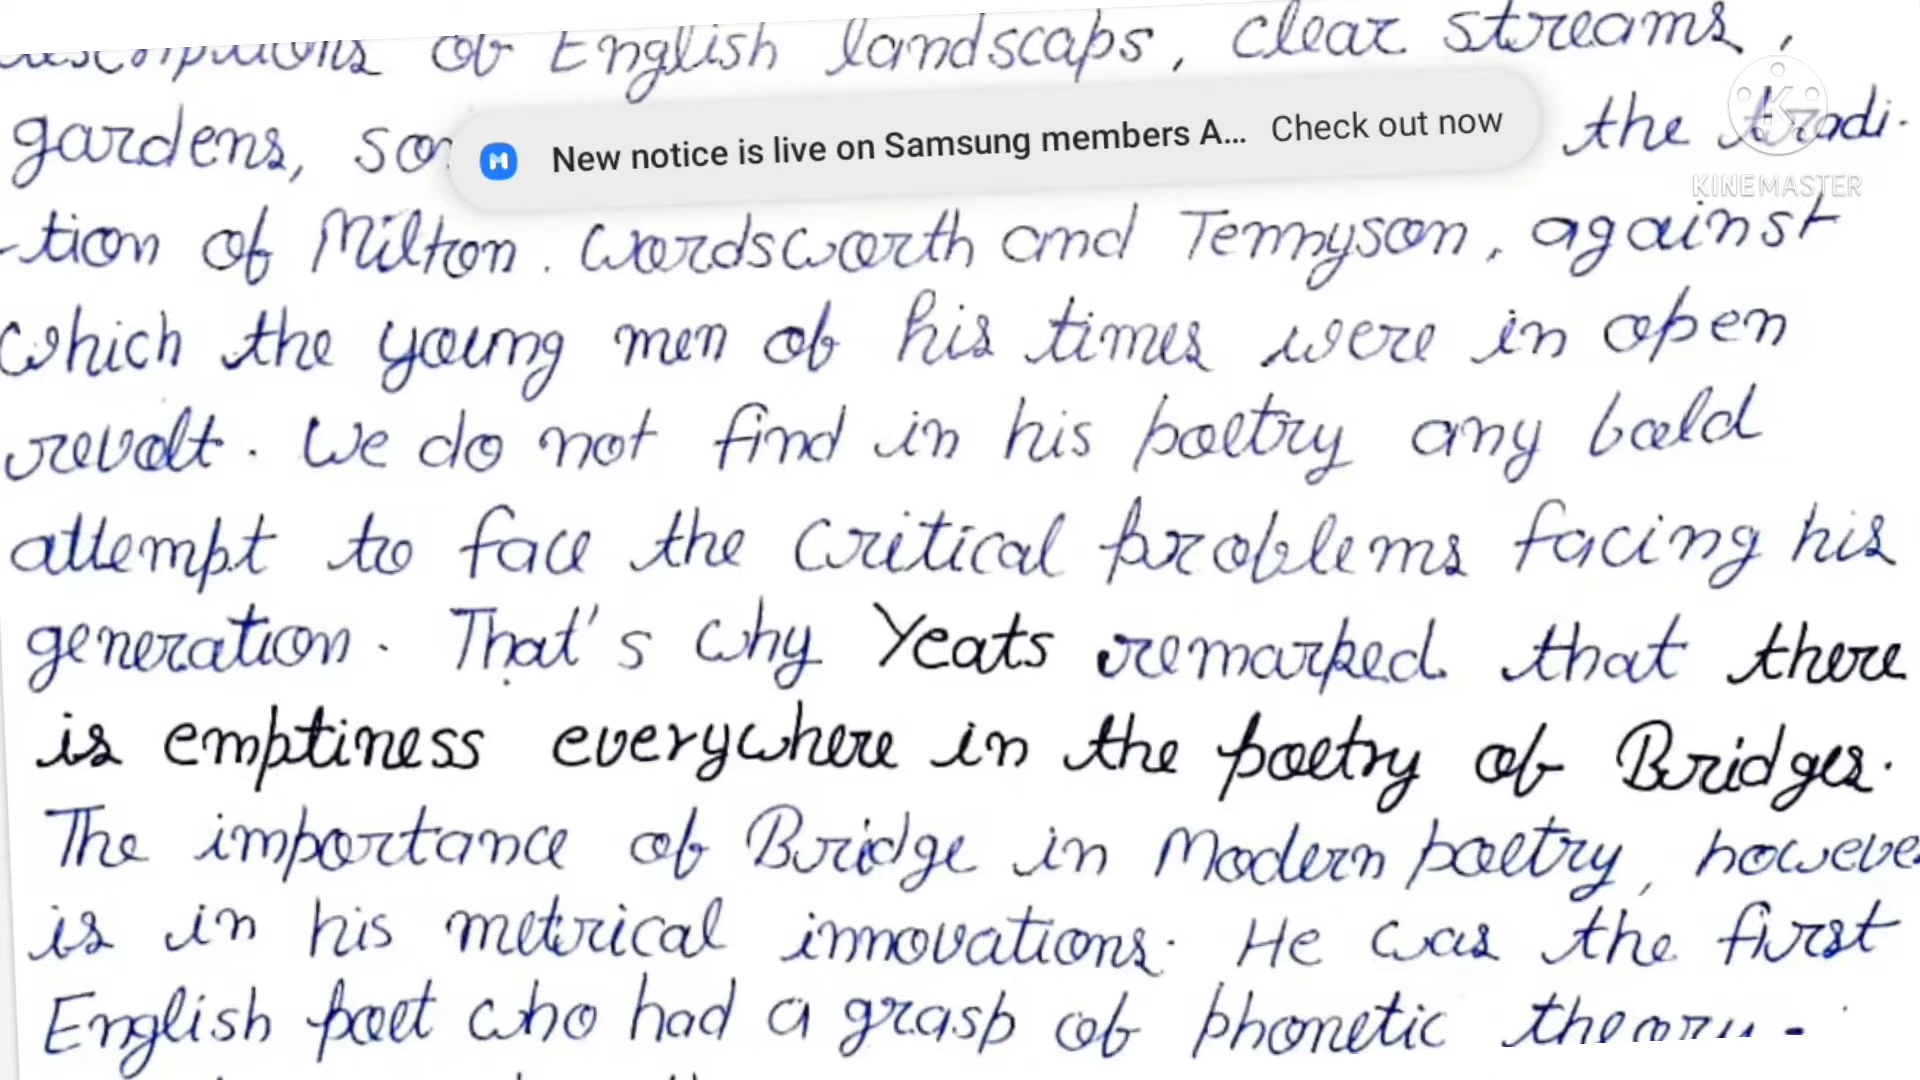 descriptions of English landscaps, clear streams,
gardens, the tradi-
New notice is live on Samsung members A... Check out now
KINEMASTER
-tion of Milton. Wordsworth and Tennyson, against
which the young men of his times were in open
revolt. We do not find in his poetry any bold
attempt to face the critical problems facing his
generation. That's why Yeats remarked that there
is emptiness everywhere in the poetry of Bridges.
The importance of Bridge in Modern poetry, howeve
is in his metrical innovations. He was the first
English poet who had a grasp of phonetic theory -